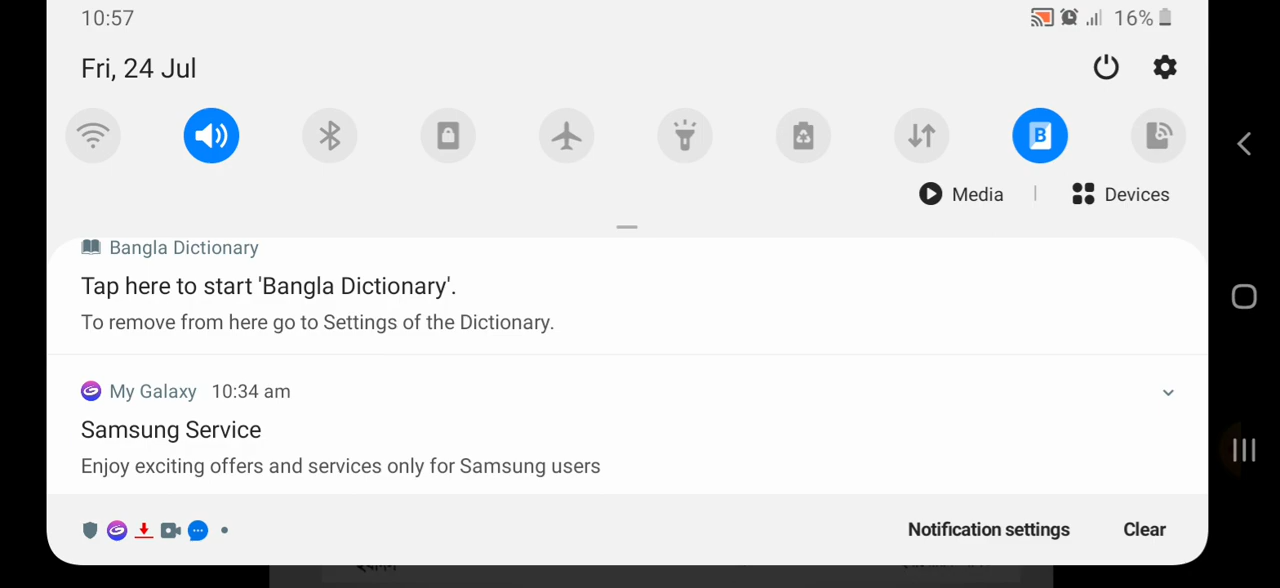 10:57
16%
Fri, 24 Jul
B
Media
Devices
Bangla Dictionary
Tap here to start 'Bangla Dictionary'.
To remove from here go to Settings of the Dictionary.
My Galaxy 10:34 am
Samsung Service
Enjoy exciting offers and services only for Samsung users
Notification settings
Clear